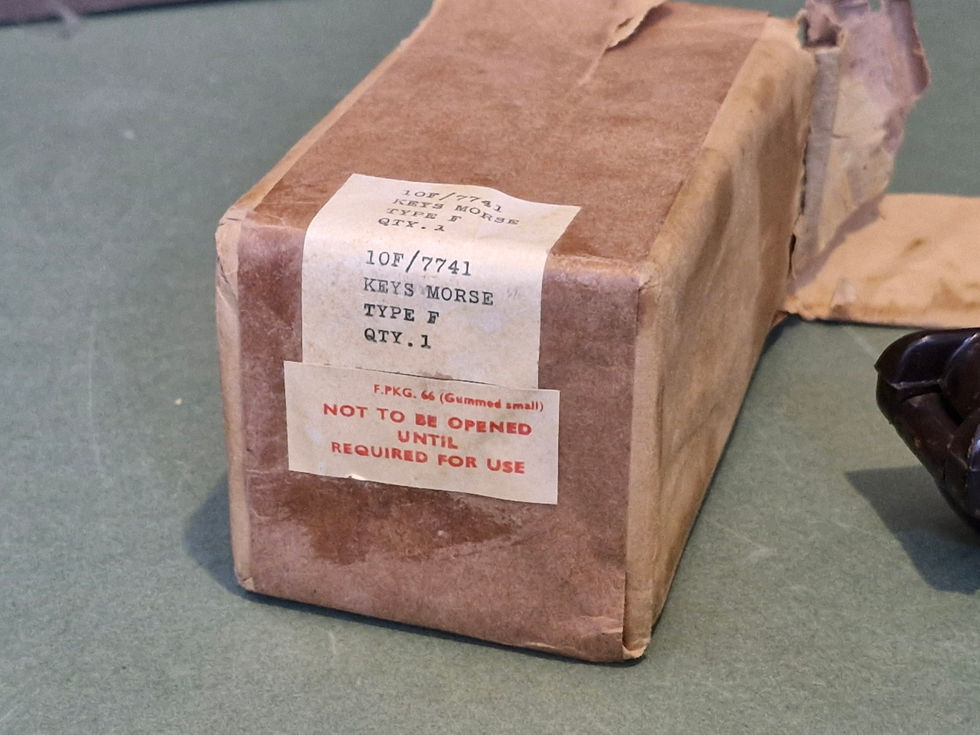 10F/7741
KEYS MORSE
TYPE F
QTY.1
10F/7741
KEYS MORSE
TYPE F
QTY.1
F.PKG. 66 (Gummed small)
NOT TO BE OPENED
UNTIL
REQUIRED FOR USE